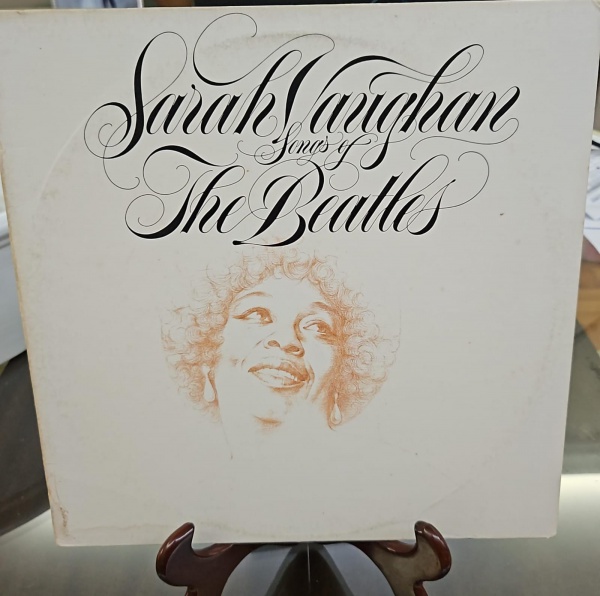 Sarah Vaughan
Songs of
The Beatles